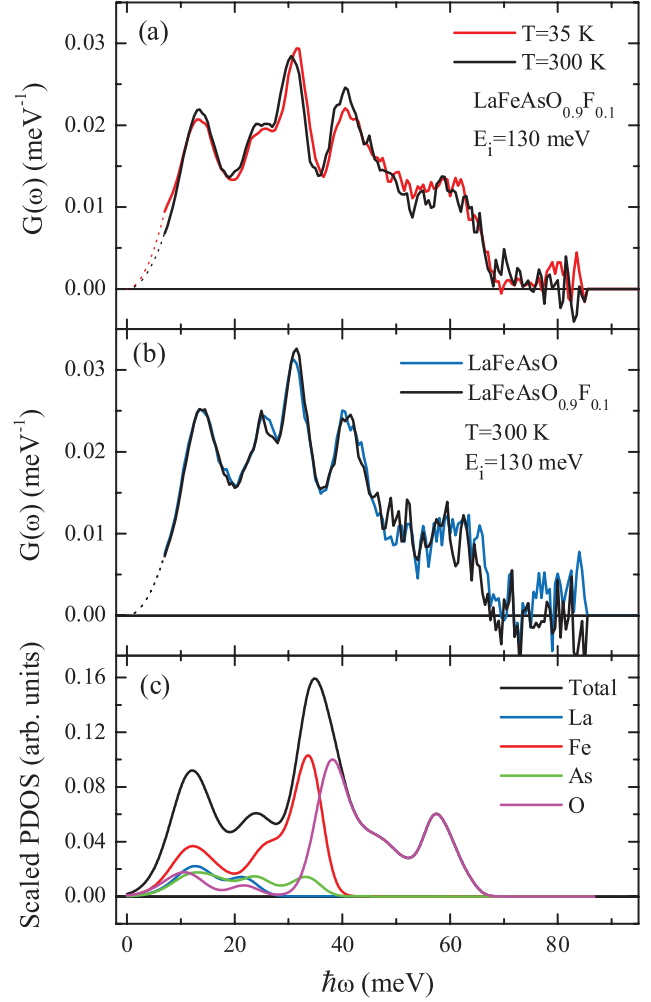 (a)
T=35 K
T=300 K
LaFeAsO0.9F0.1
Ei=130 meV
G(ω) (meV-1)
0.03
0.02
0.01
0.00
(b)
LaFeAsO
LaFeAsO0.9F0.1
T=300 K
Ei=130 meV
G(ω) (meV-1)
0.03
0.02
0.01
0.00
(c)
Total
La
Fe
As
O
Scaled PDOS (arb. units)
0.16
0.12
0.08
0.04
0.00
0 20 40 60 80
ℏω (meV)